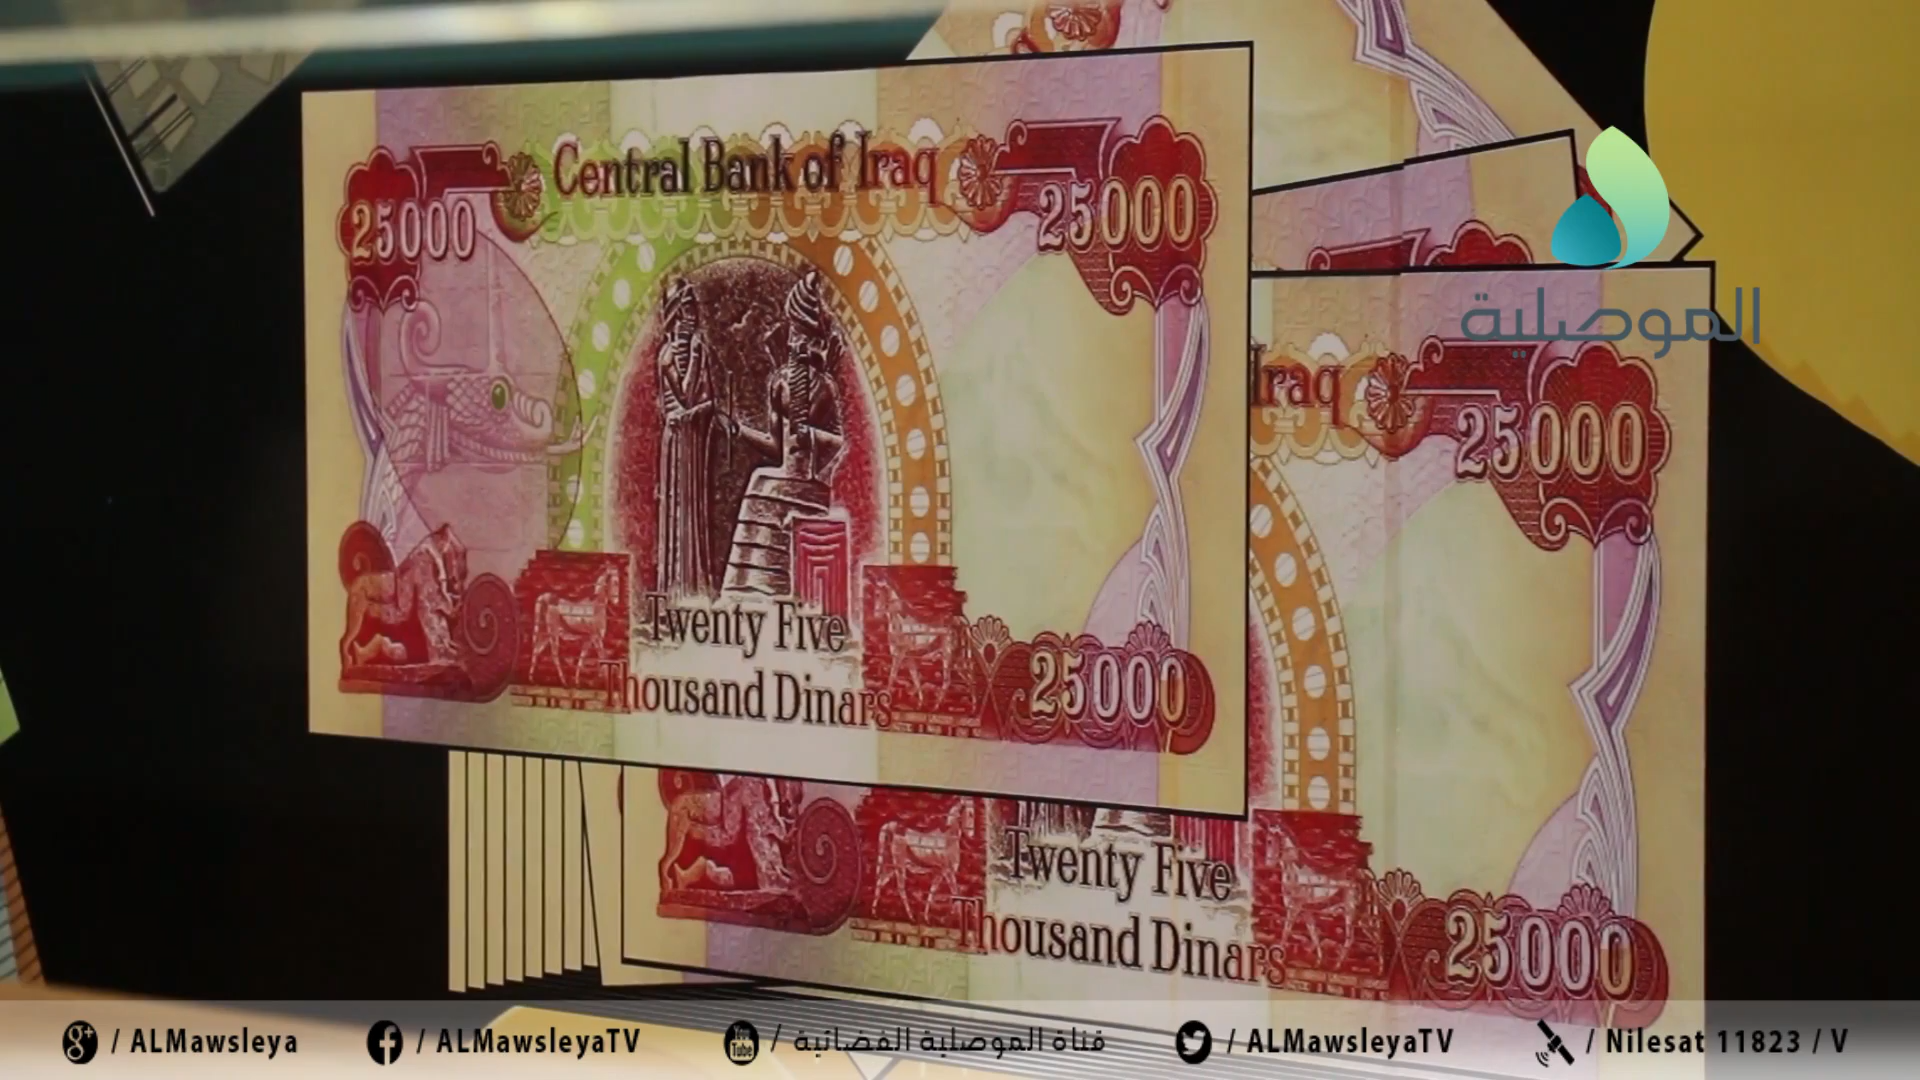 Central Bank of Iraq
25000
25000
Twenty Five
Thousand Dinars
25000
الموصلية
Iraq
25000
Twenty Five
Thousand Dinars
25000
/ ALMawsleya
/ ALMawsleyaTV
/ قناة الموصلية الفضائية
/ ALMawsleyaTV
/ Nilesat 11823 / V